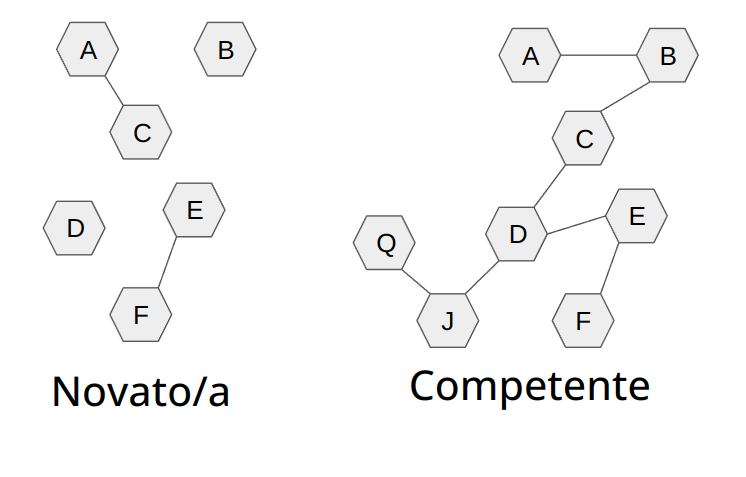 A B
C
D E
F
Novato/a
A B
C
Q D E
J F
Competente